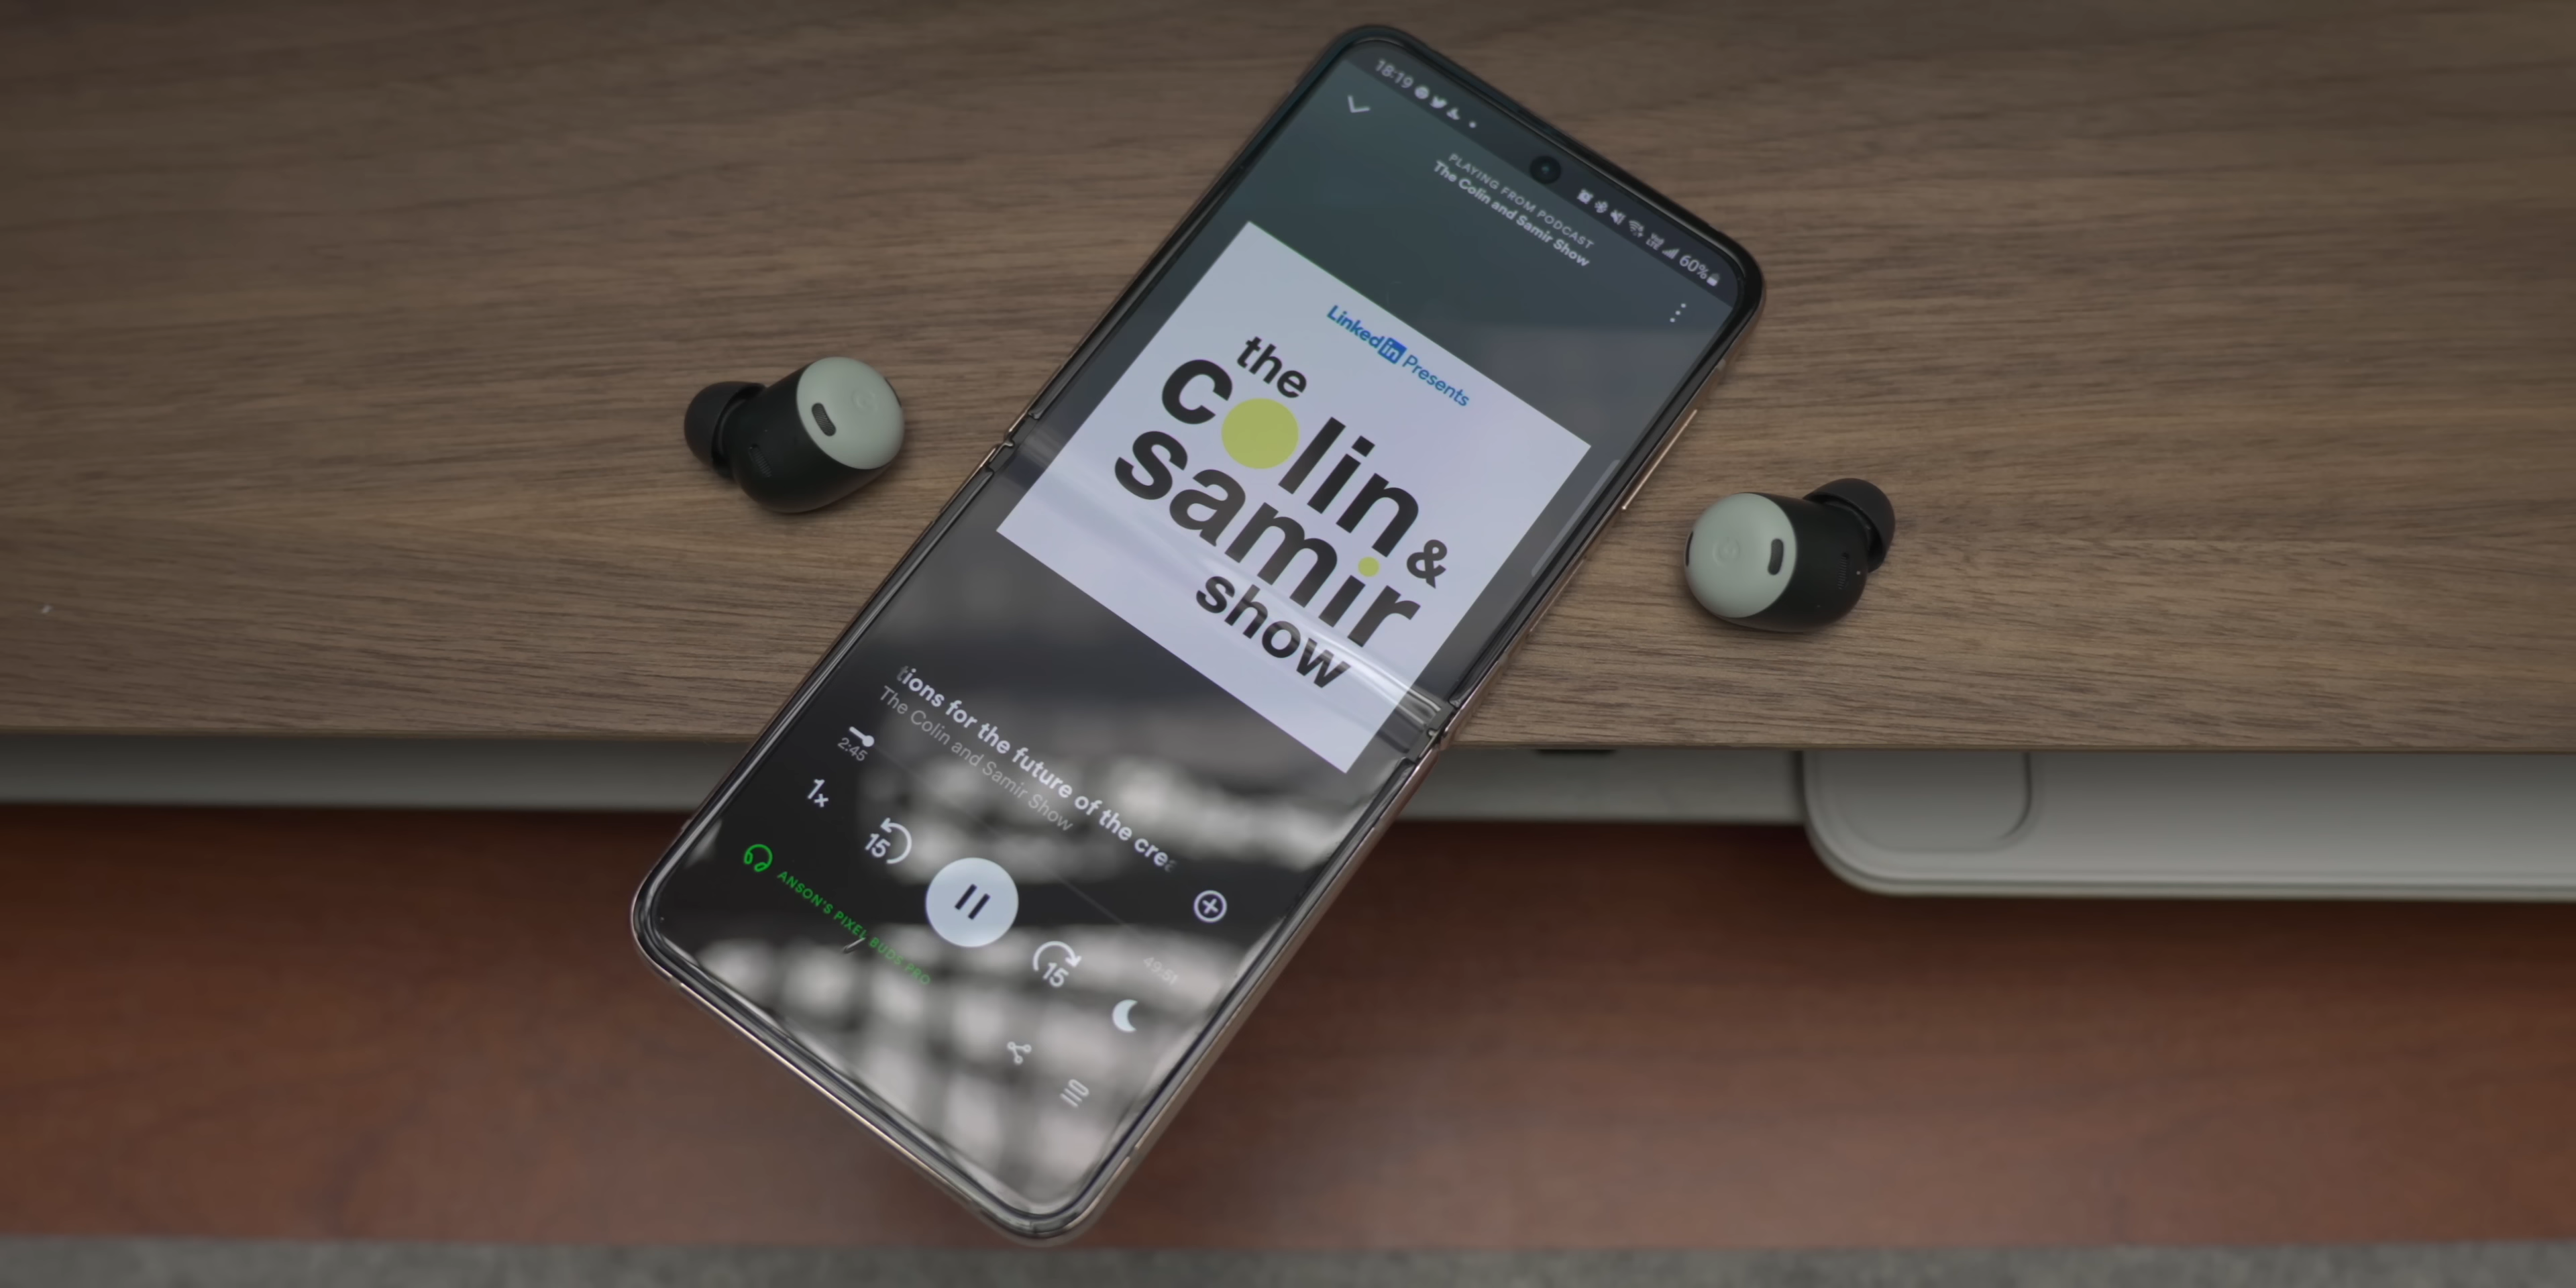 18:19
60%
PLAYING FROM PODCAST
The Colin and Samir Show
Linkedin Presents
the
colin &
samir
show
tions for the future of the crea
The Colin and Samir Show
2:45
49:51
1x
15
15
ANSON'S PIXEL BUDS PRO